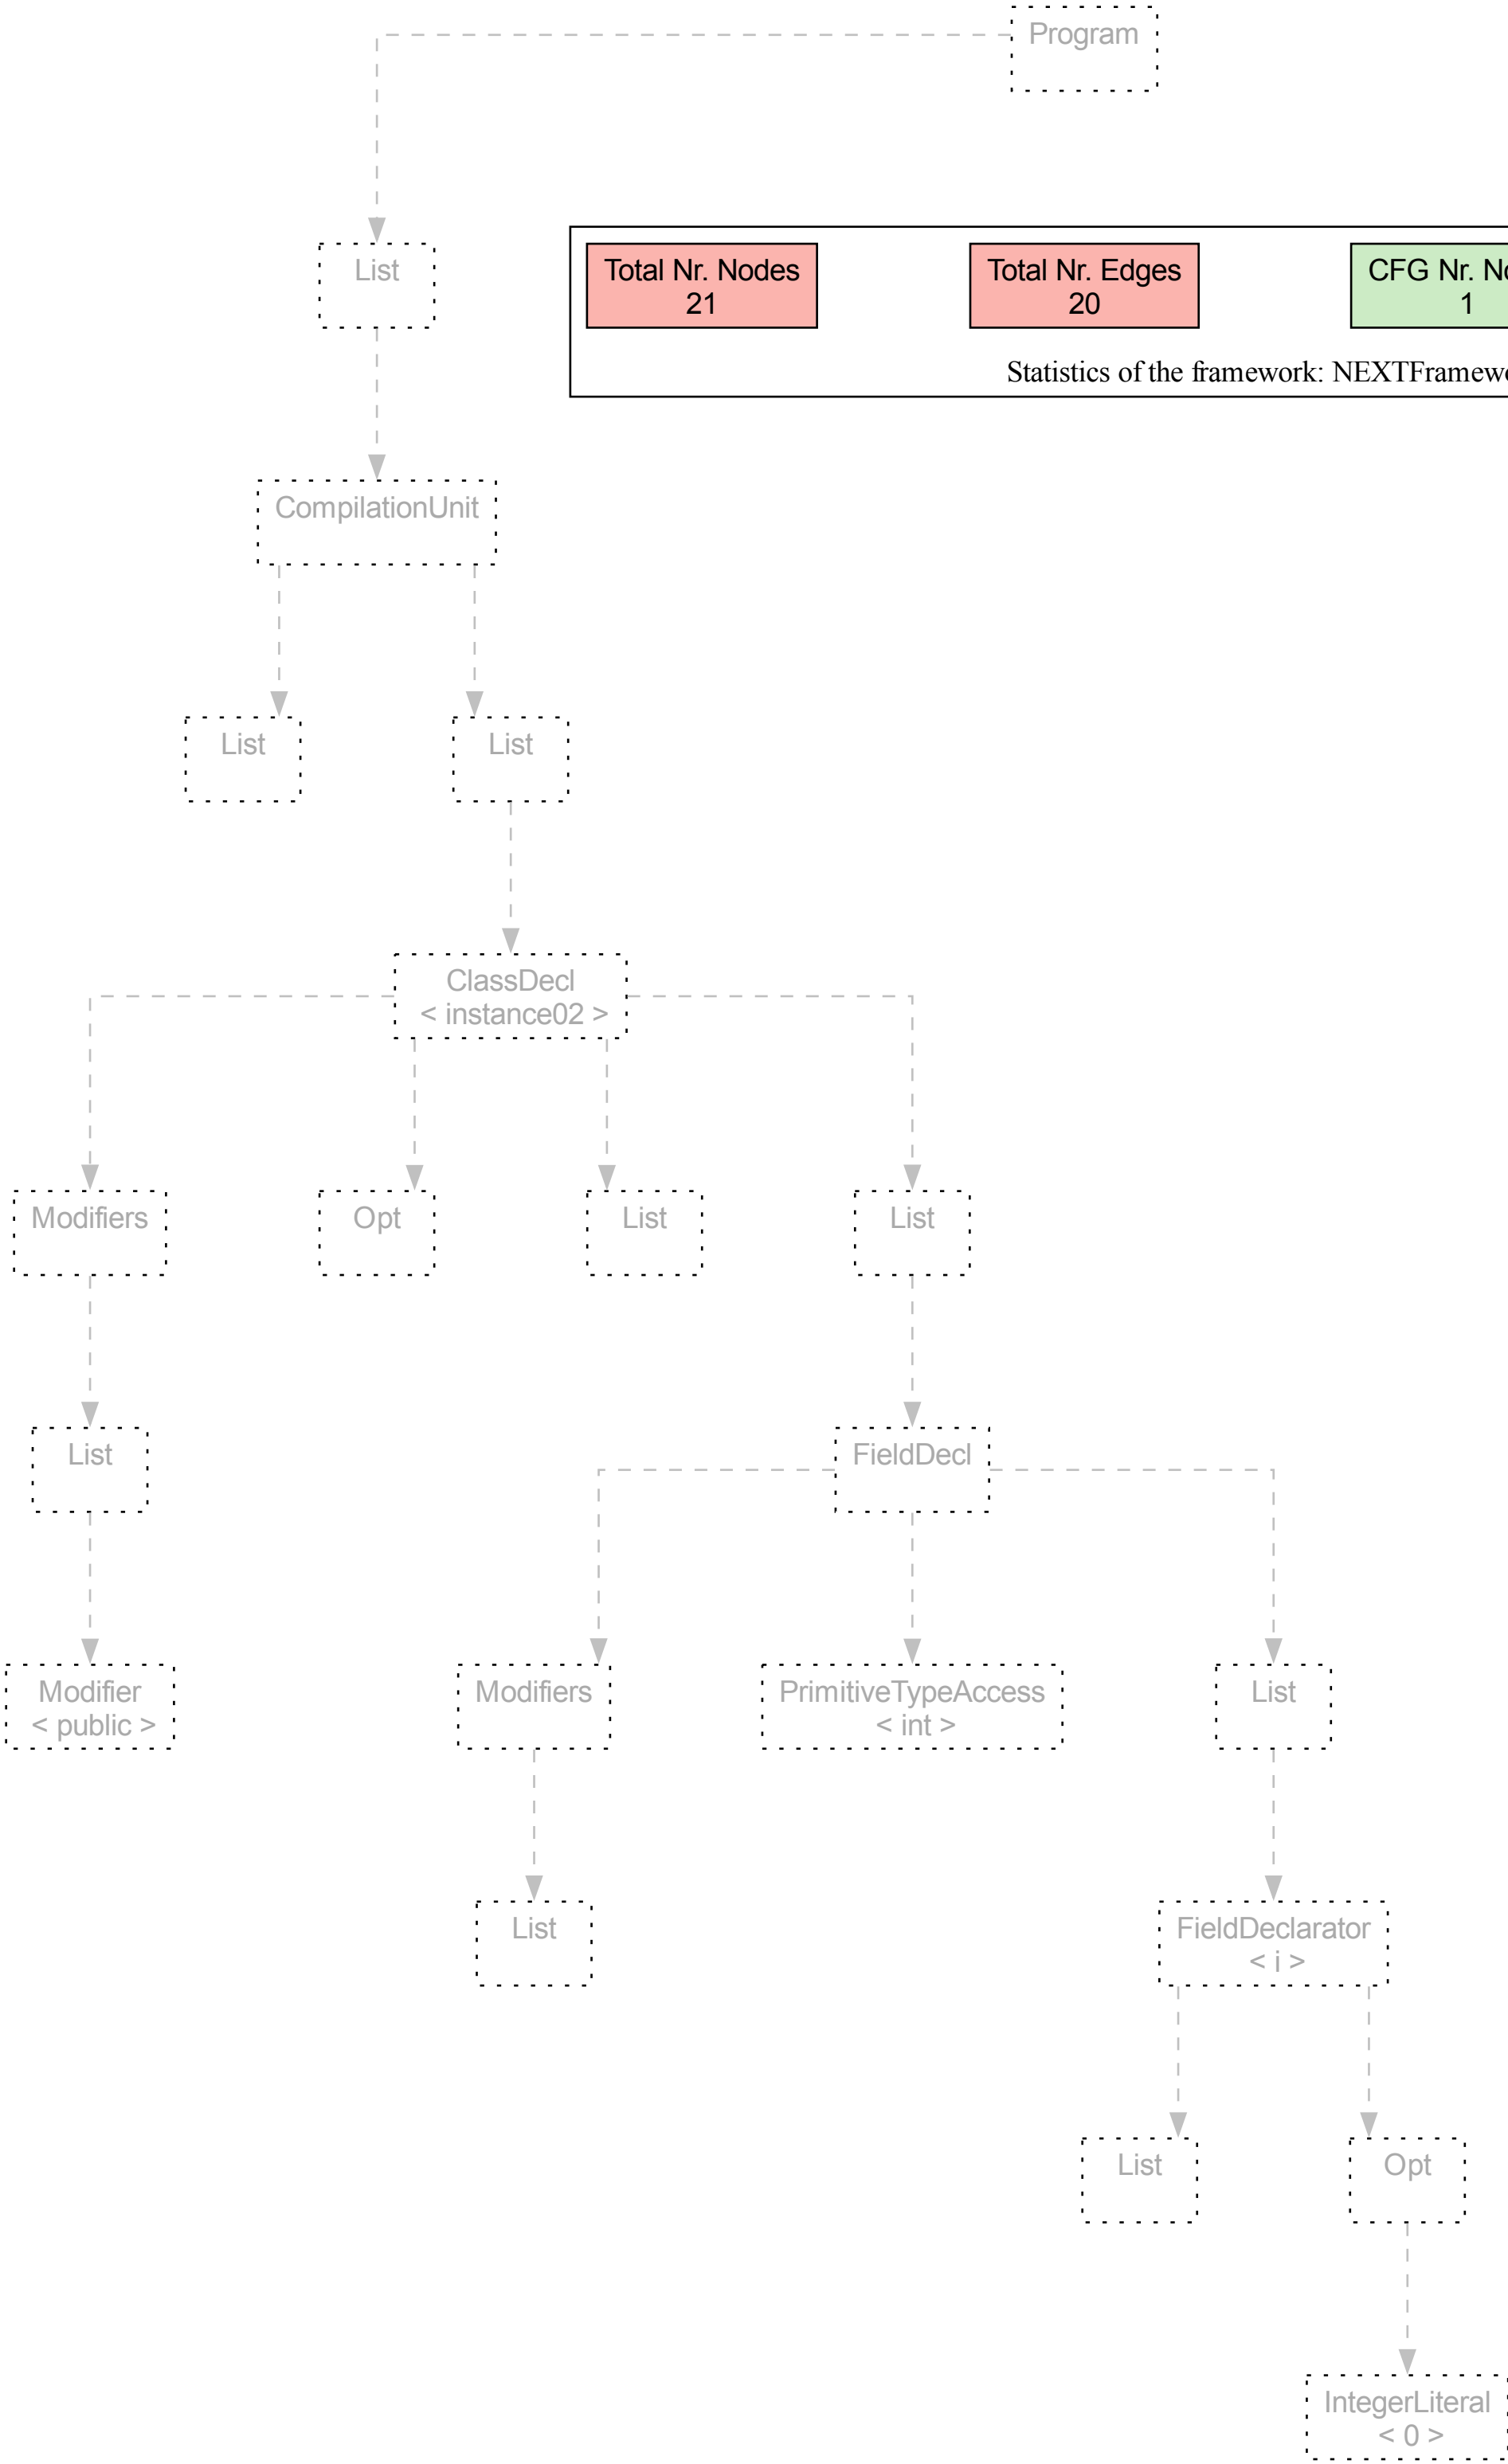 Program
List
Total Nr. Nodes
21
Total Nr. Edges
20
CFG Nr.
1
Statistics of the framework:
CompilationUnit
List
List
ClassDecl
< instance02 >
Modifiers
Opt
List
List
List
FieldDecl
Modifier
< public >
Modifiers
PrimitiveTypeAccess
< int >
List
List
FieldDeclarator
< i >
List
Opt
IntegerLiteral
< 0 >